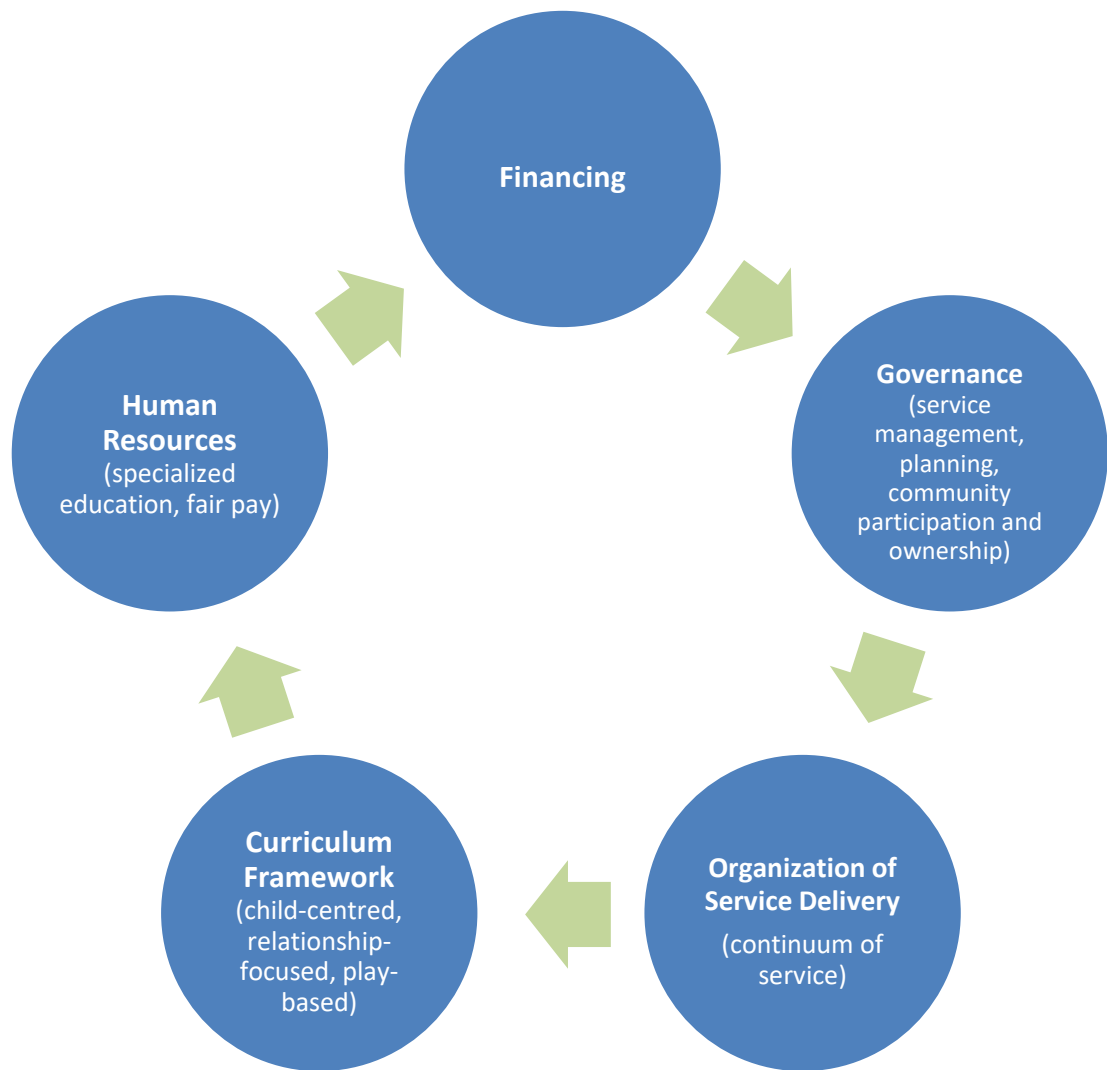 Financing
Governance
(service
management,
planning,
community
participation and
ownership)
Organization of
Service Delivery
(continuum of
service)
Curriculum
Framework
(child-centred,
relationship-
focused, play-
based)
Human
Resources
(specialized
education, fair pay)